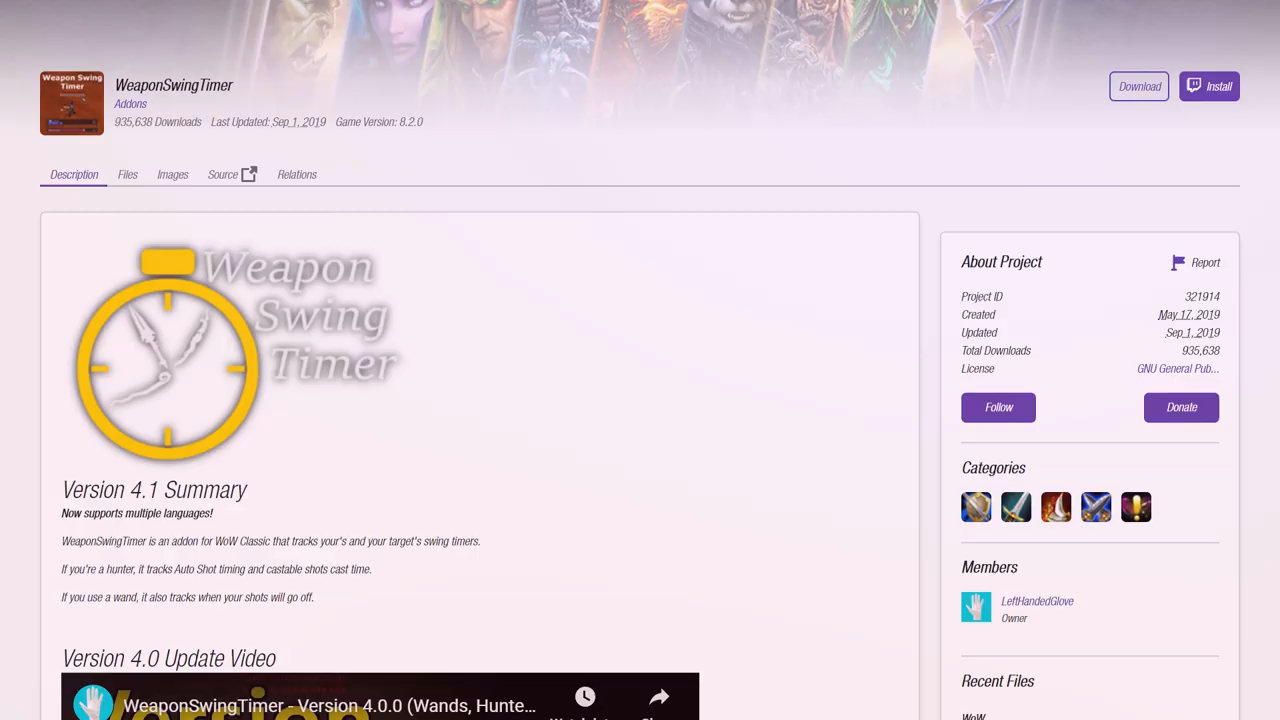 Weapon Swing
Timer
WeaponSwingTimer
Addons
935,638 Downloads Last Updated: Sep 1, 2019 Game Version: 8.2.0
Download
Install
Description Files Images Source Relations
Weapon
Swing
Timer
Version 4.1 Summary
Now supports multiple languages!
WeaponSwingTimer is an addon for WoW Classic that tracks your's and your target's swing timers.
If you're a hunter, it tracks Auto Shot timing and castable shots cast time.
If you use a wand, it also tracks when your shots will go off.
Version 4.0 Update Video
WeaponSwingTimer - Version 4.0.0 (Wands, Hunte...
Version
About Project
Report
Project ID 321914
Created May 17, 2019
Updated Sep 1, 2019
Total Downloads 935,638
License GNU General Pub...
Follow
Donate
Categories
Members
LeftHandedGlove
Owner
Recent Files
WoW